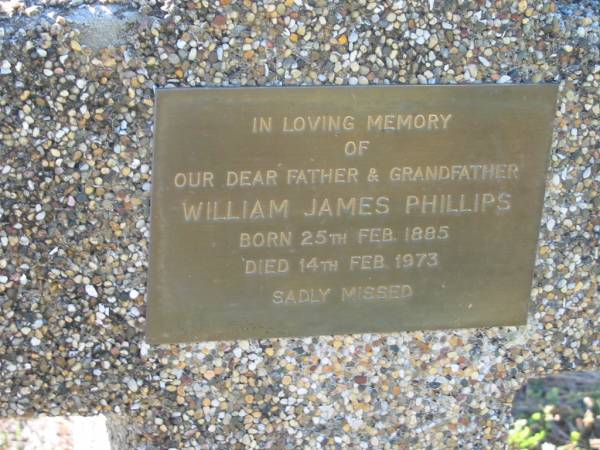 IN LOVING MEMORY
OF
OUR DEAR FATHER & GRANDFATHER
WILLIAM JAMES PHILLIPS
BORN 25TH FEB. 1885
DIED 14TH FEB. 1973
SADLY MISSED